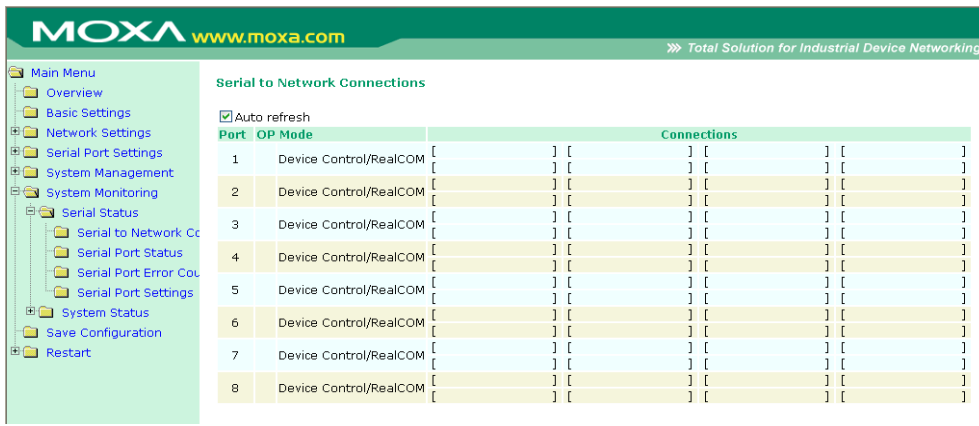 MOXA www.moxa.com
Total Solution for Industrial Device Networking
Main Menu
Overview
Basic Settings
Network Settings
Serial Port Settings
System Management
System Monitoring
Serial Status
Serial to Network Co
Serial Port Status
Serial Port Error Cou
Serial Port Settings
System Status
Save Configuration
Restart
Serial to Network Connections
Auto refresh
Port OP Mode Connections
1 Device Control/RealCOM [ ] [ ] [ ] [ ]
[ ] [ ] [ ] [ ]
2 Device Control/RealCOM [ ] [ ] [ ] [ ]
[ ] [ ] [ ] [ ]
3 Device Control/RealCOM [ ] [ ] [ ] [ ]
[ ] [ ] [ ] [ ]
4 Device Control/RealCOM [ ] [ ] [ ] [ ]
[ ] [ ] [ ] [ ]
5 Device Control/RealCOM [ ] [ ] [ ] [ ]
[ ] [ ] [ ] [ ]
6 Device Control/RealCOM [ ] [ ] [ ] [ ]
[ ] [ ] [ ] [ ]
7 Device Control/RealCOM [ ] [ ] [ ] [ ]
[ ] [ ] [ ] [ ]
8 Device Control/RealCOM [ ] [ ] [ ] [ ]
[ ] [ ] [ ] [ ]